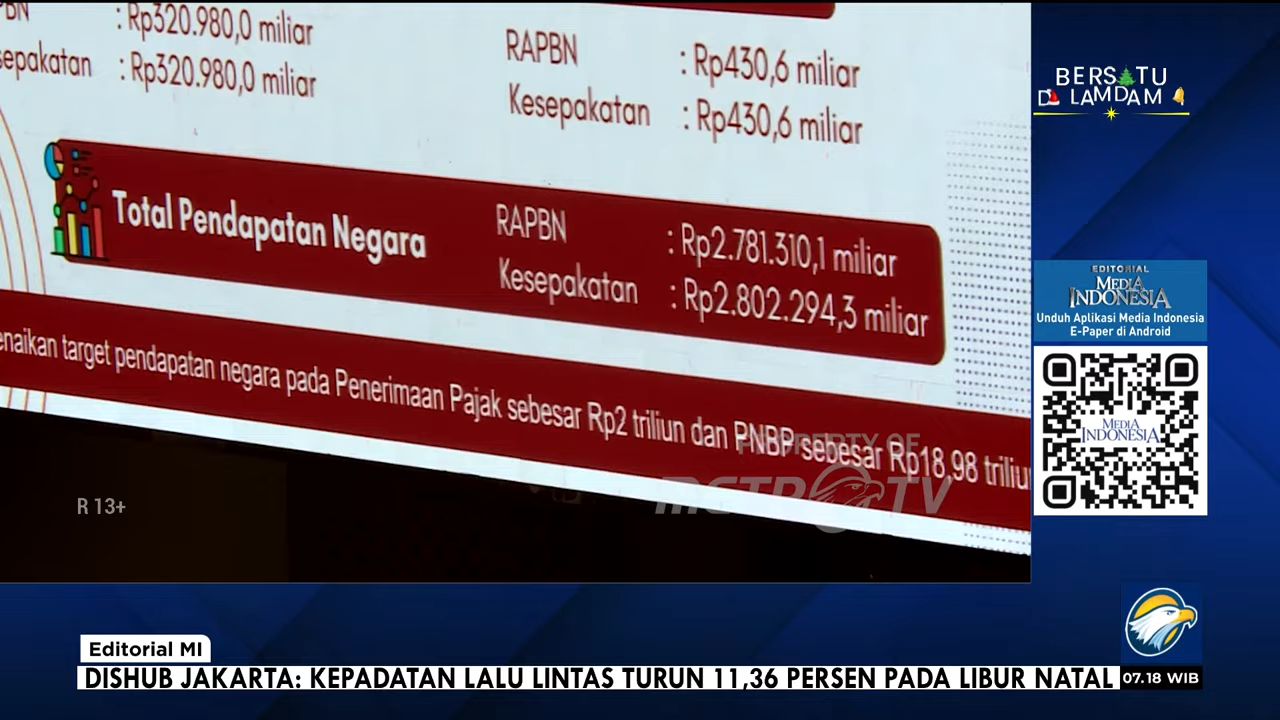 : Rp320.980,0 miliar
: Rp320.980,0 miliar
RAPBN : Rp430,6 miliar
Kesepakatan : Rp430,6 miliar
Total Pendapatan Negara
RAPBN : Rp2.781.310,1 miliar
Kesepakatan : Rp2.802.294,3 miliar
target pendapatan negara pada Penerimaan Pajak sebesar Rp2 triliun dan PNBP sebesar Rp18,98
PROPERTY OF
METRO TV
R 13+
BERSATU
DLAMDAM
EDITORIAL
MEDIA
INDONESIA
Unduh Aplikasi Media Indonesia
E-Paper di Android
MEDIA
INDONESIA
Editorial MI
DISHUB JAKARTA: KEPADATAN LALU LINTAS TURUN 11,36 PERSEN PADA LIBUR NATAL
07.18 WIB